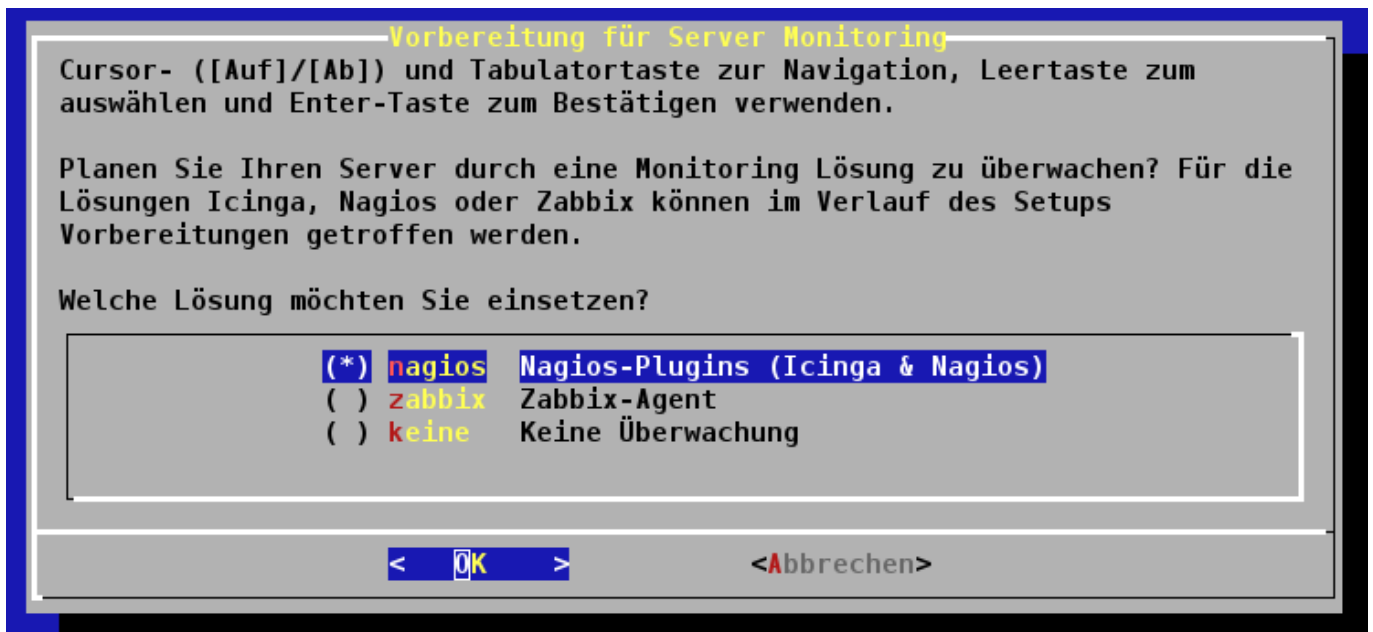 Vorbereitung für Server Monitoring
Cursor- ([Auf]/[Ab]) und Tabulatortaste zur Navigation, Leertaste zum
auswählen und Enter-Taste zum Bestätigen verwenden.
Planen Sie Ihren Server durch eine Monitoring Lösung zu überwachen? Für die
Lösungen Icinga, Nagios oder Zabbix können im Verlauf des Setups
Vorbereitungen getroffen werden.
Welche Lösung möchten Sie einsetzen?
(*) nagios Nagios-Plugins (Icinga & Nagios)
( ) zabbix Zabbix-Agent
( ) keine Keine Überwachung
< OK > <Abbrechen>